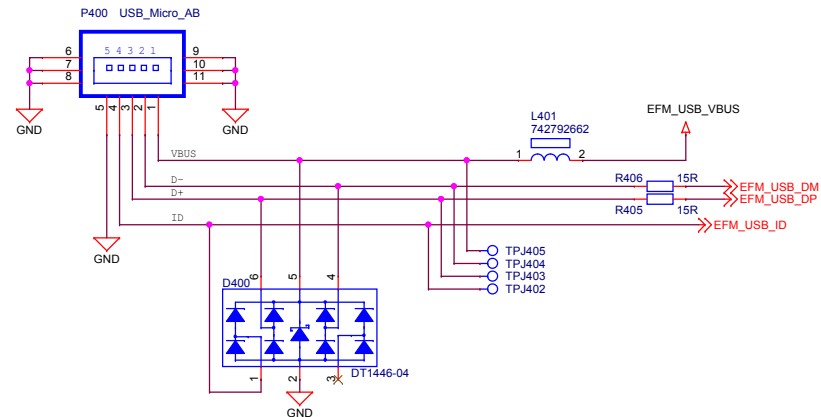 P400 USB_Micro_AB
5 4 3 2 1
6 9
7 10
8 11
5 4 3 2 1
GND
GND
L401
742792662
EFM_USB_VBUS
VBUS
1 2
D-
R406 15R
EFM_USB_DM
D+
R405 15R
EFM_USB_DP
ID
EFM_USB_ID
GND
TPJ405
TPJ404
TPJ403
TPJ402
6 5 4
D400
DT1446-04
1 2 3
GND